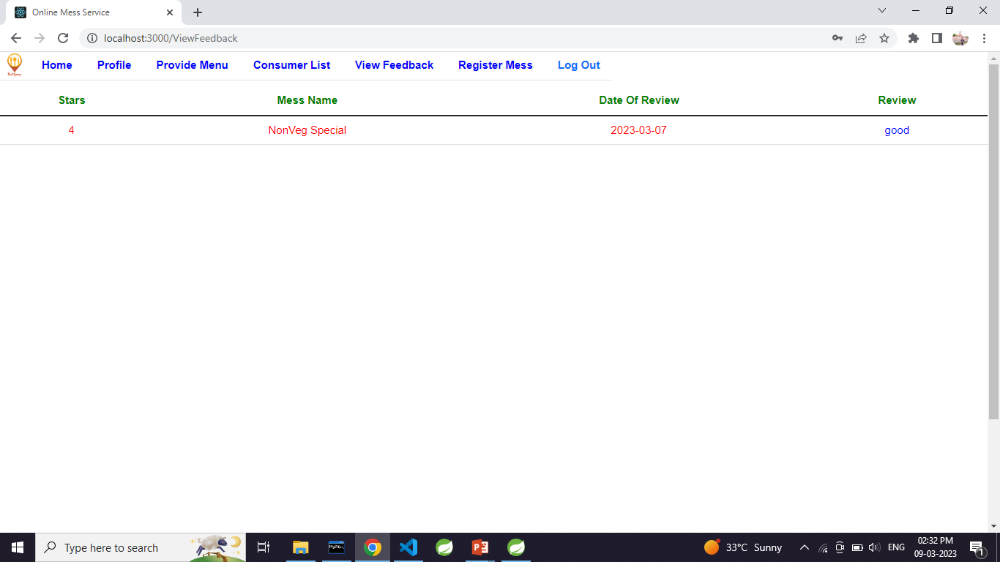 Online Mess Service
localhost:3000/ViewFeedback
Home Profile Provide Menu Consumer List View Feedback Register Mess Log Out
Stars Mess Name Date Of Review Review
4 NonVeg Special 2023-03-07 good
Type here to search
MySQL
33°C Sunny
ENG
02:32 PM
09-03-2023
1